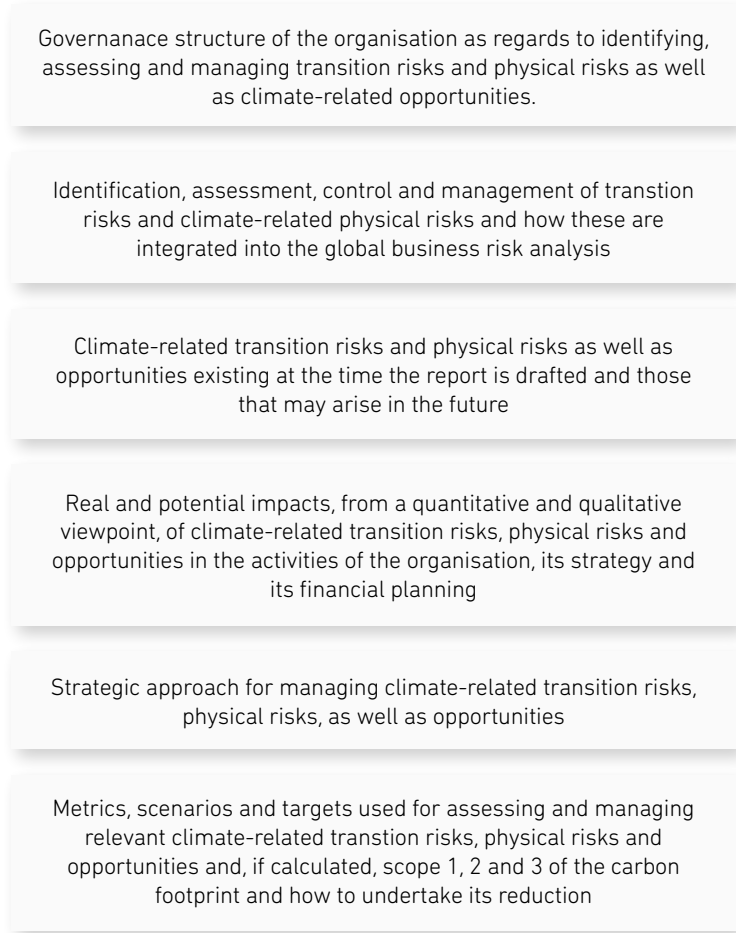 Governanace structure of the organisation as regards to identifying,
assessing and managing transition risks and physical risks as well
as climate-related opportunities.
Identification, assessment, control and management of transtion
risks and climate-related physical risks and how these are
integrated into the global business risk analysis
Climate-related transition risks and physical risks as well as
opportunities existing at the time the report is drafted and those
that may arise in the future
Real and potential impacts, from a quantitative and qualitative
viewpoint, of climate-related transition risks, physical risks and
opportunities in the activities of the organisation, its strategy and
its financial planning
Strategic approach for managing climate-related transition risks,
physical risks, as well as opportunities
Metrics, scenarios and targets used for assessing and managing
relevant climate-related transtion risks, physical risks and
opportunities and, if calculated, scope 1, 2 and 3 of the carbon
footprint and how to undertake its reduction